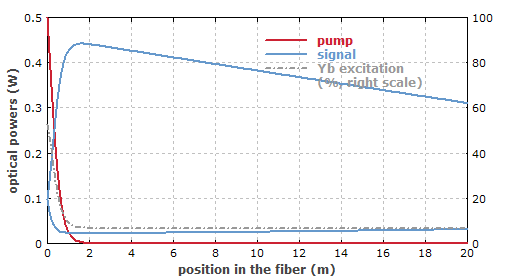 0.5
0.4
0.3
0.2
0.1
0
100
80
60
40
20
0
0 2 4 6 8 10 12 14 16 18 20
optical powers (W)
position in the fiber (m)
pump
signal
Yb excitation
(%, right scale)